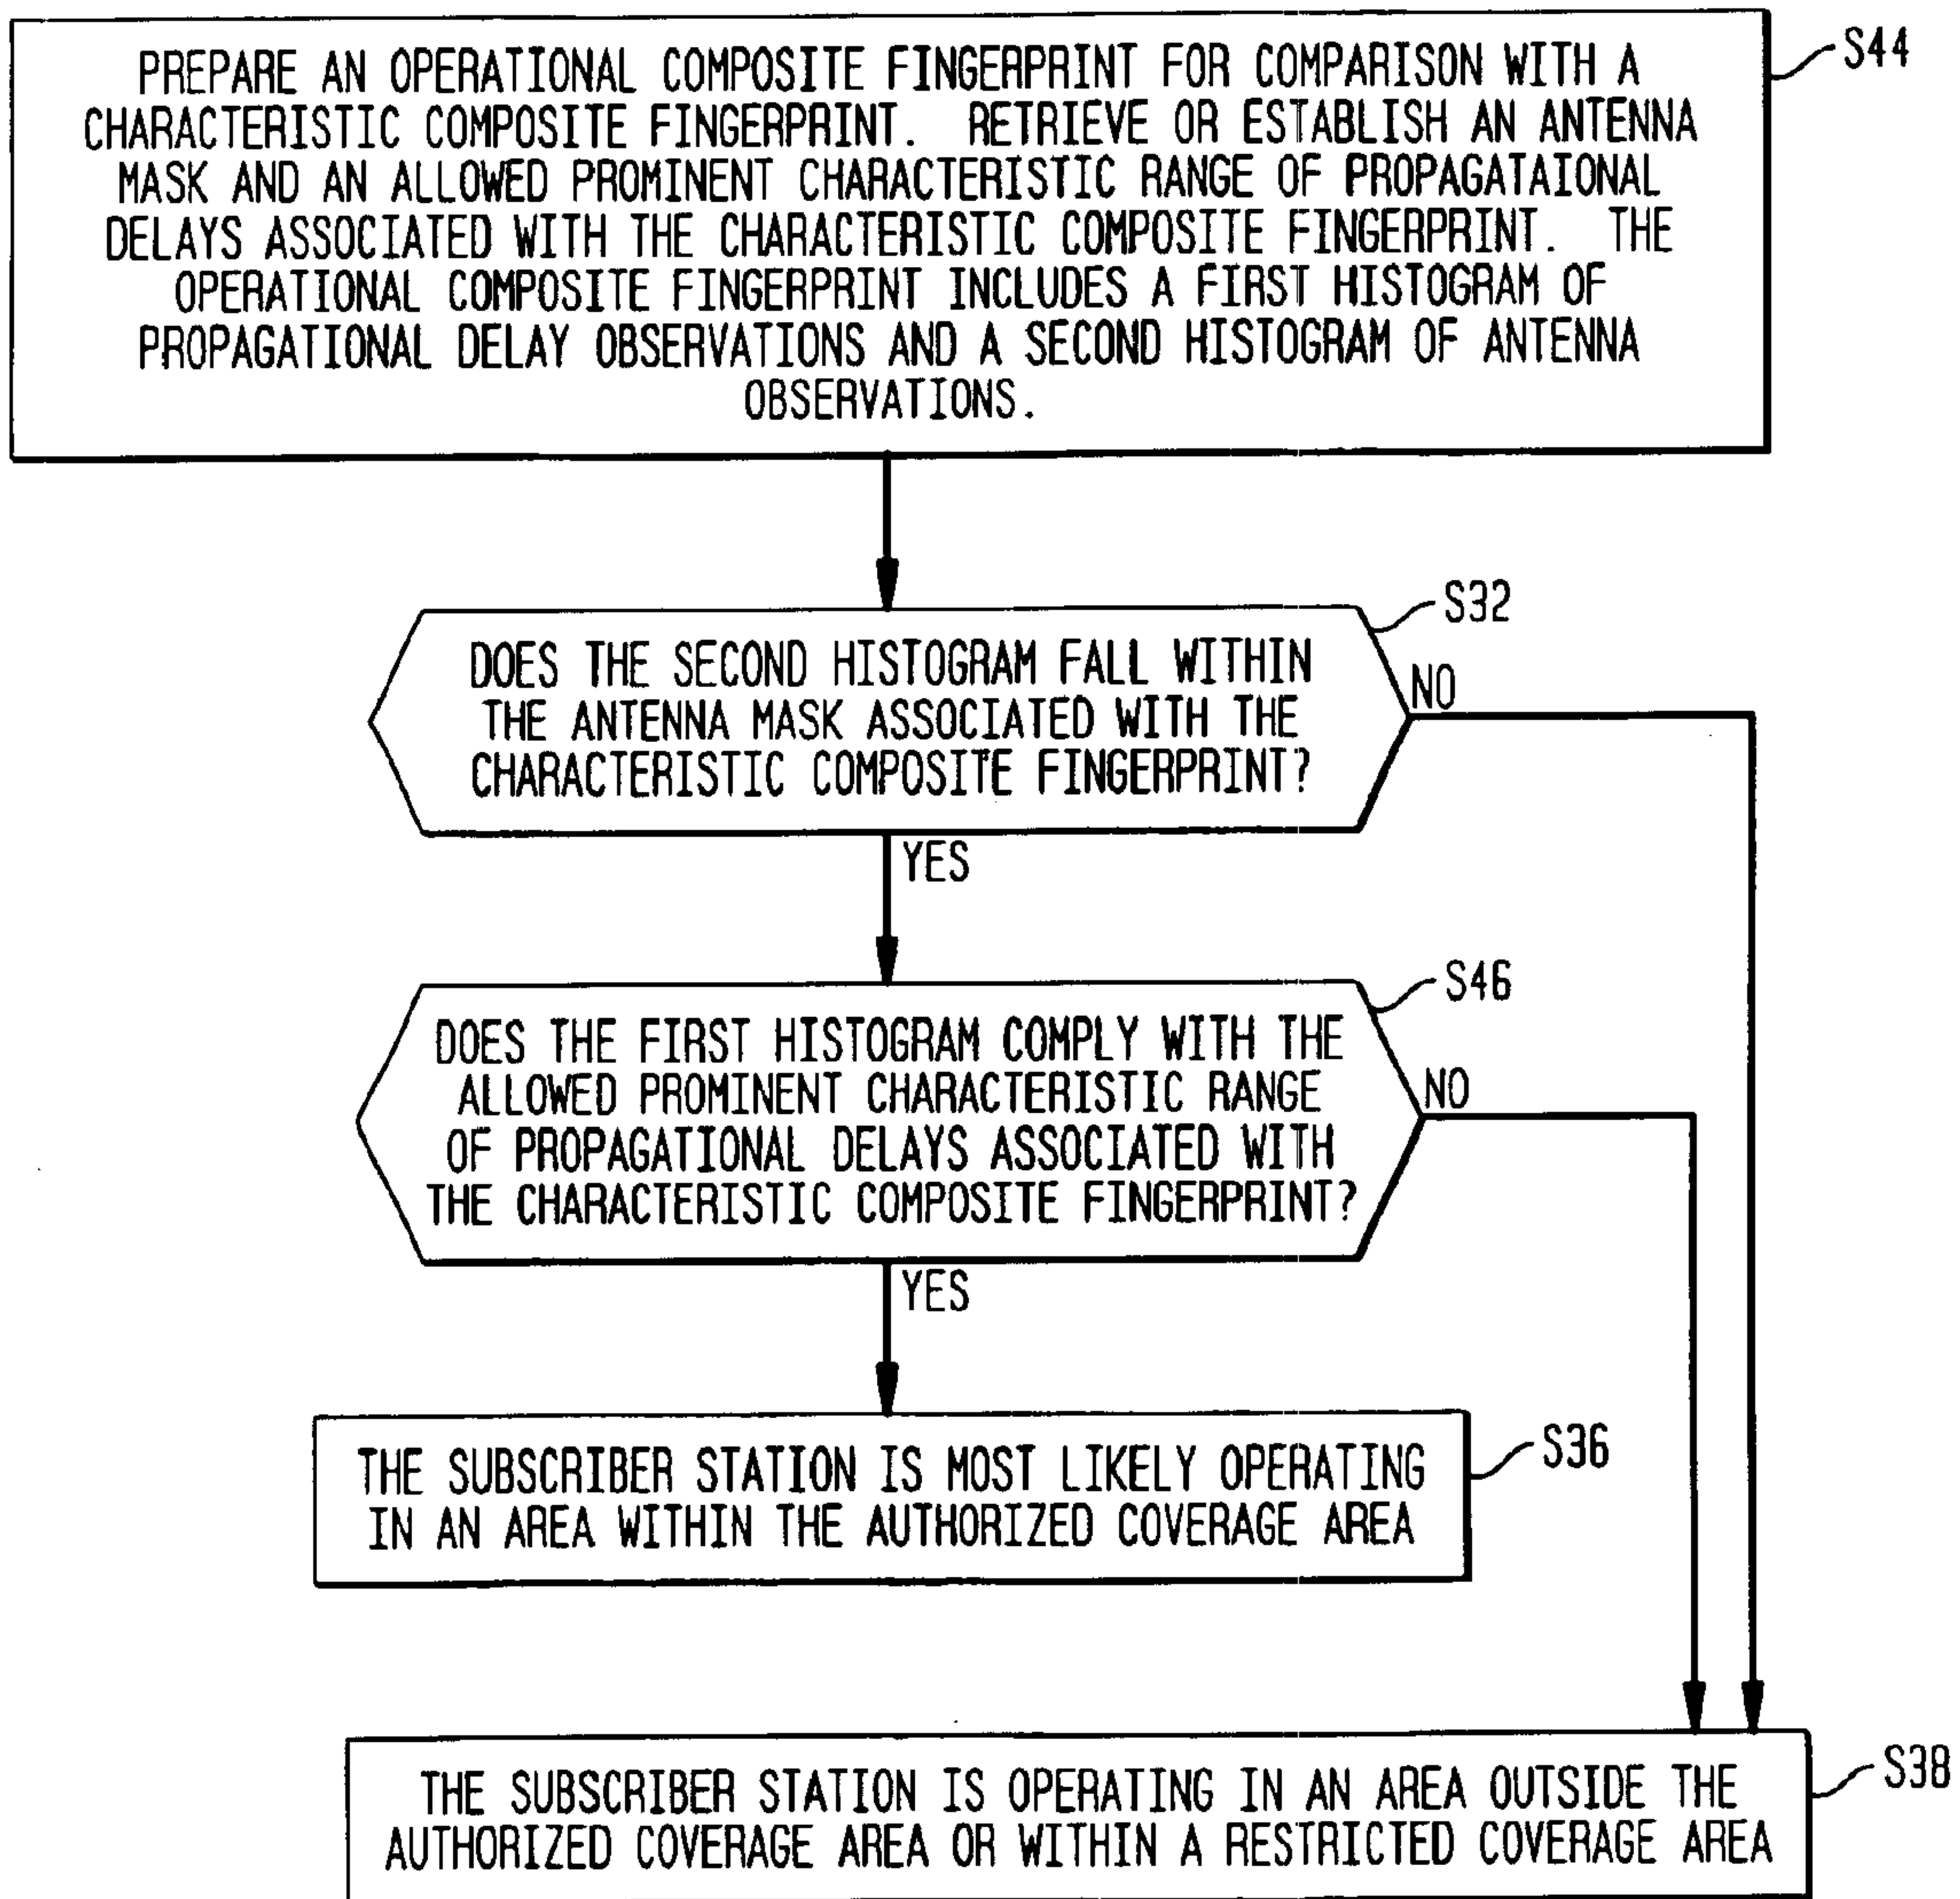 PREPARE AN OPERATIONAL COMPOSITE FINGERPRINT FOR COMPARISON WITH A
CHARACTERISTIC COMPOSITE FINGERPRINT. RETRIEVE OR ESTABLISH AN ANTENNA
MASK AND AN ALLOWED PROMINENT CHARACTERISTIC RANGE OF PROPAGATAIONAL
DELAYS ASSOCIATED WITH THE CHARACTERISTIC COMPOSITE FINGERPRINT. THE
OPERATIONAL COMPOSITE FINGERPRINT INCLUDES A FIRST HISTOGRAM OF
PROPAGATIONAL DELAY OBSERVATIONS AND A SECOND HISTOGRAM OF ANTENNA
OBSERVATIONS.
S44
S32
DOES THE SECOND HISTOGRAM FALL WITHIN
THE ANTENNA MASK ASSOCIATED WITH THE
CHARACTERISTIC COMPOSITE FINGERPRINT?
NO
YES
S46
DOES THE FIRST HISTOGRAM COMPLY WITH THE
ALLOWED PROMINENT CHARACTERISTIC RANGE
OF PROPAGATIONAL DELAYS ASSOCIATED WITH
THE CHARACTERISTIC COMPOSITE FINGERPRINT?
NO
YES
THE SUBSCRIBER STATION IS MOST LIKELY OPERATING
IN AN AREA WITHIN THE AUTHORIZED COVERAGE AREA
S36
THE SUBSCRIBER STATION IS OPERATING IN AN AREA OUTSIDE THE
AUTHORIZED COVERAGE AREA OR WITHIN A RESTRICTED COVERAGE AREA
S38